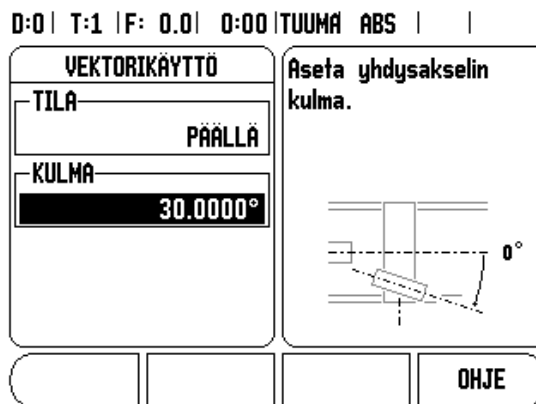 D:0 | T:1 | F: 0.0 | 0:00 | TUUMA ABS | |
VEKTORIKÄYTTÖ
TILA
PÄÄLLÄ
KULMA
30.0000°
Aseta yhdysakselin
kulma.
0°
OHJE